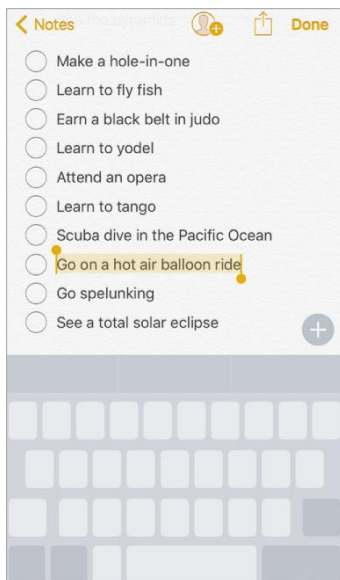 Notes
Done
Make a hole-in-one
Learn to fly fish
Earn a black belt in judo
Learn to yodel
Attend an opera
Learn to tango
Scuba dive in the Pacific Ocean
Go on a hot air balloon ride
Go spelunking
See a total solar eclipse